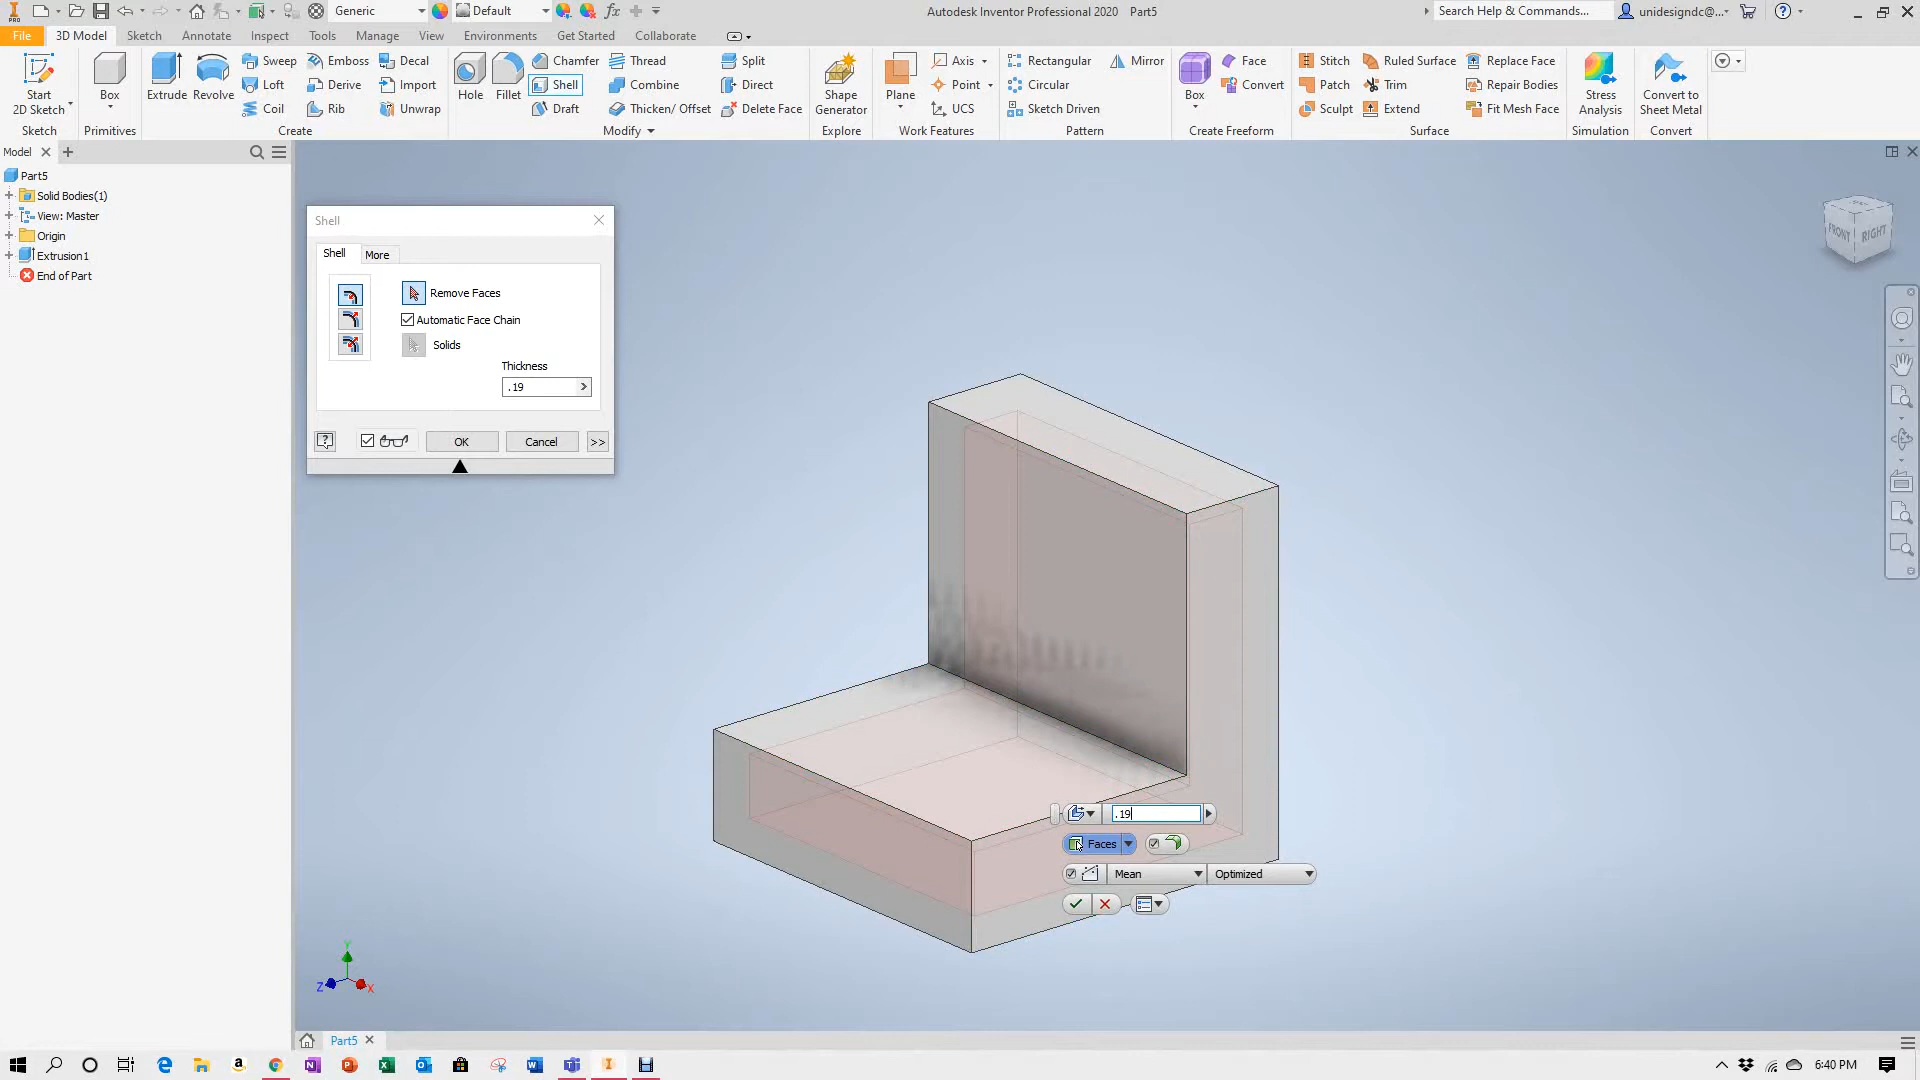 Generic
Default
Autodesk Inventor Professional 2020 Part5
Search Help & Commands...
unidesigndc@...
File 3D Model Sketch Annotate Inspect Tools Manage View Environments Get Started Collaborate
Start 2D Sketch
Box
Extrude
Revolve
Sweep
Loft
Coil
Emboss
Derive
Rib
Decal
Import
Unwrap
Hole
Fillet
Chamfer
Shell
Draft
Thread
Combine
Thicken/ Offset
Split
Direct
Delete Face
Shape Generator
Plane
Axis
Point
UCS
Rectangular
Circular
Sketch Driven
Mirror
Box
Face
Convert
Stitch
Patch
Sculpt
Ruled Surface
Trim
Extend
Replace Face
Repair Bodies
Fit Mesh Face
Stress Analysis
Convert to Sheet Metal
Sketch Primitives Create Modify Explore Work Features Pattern Create Freeform Surface Simulation Convert
Model
Part5
Solid Bodies(1)
View: Master
Origin
Extrusion1
End of Part
Shell
Shell More
Remove Faces
Automatic Face Chain
Solids
Thickness
.19
OK Cancel >>
FRONT RIGHT
.19
Faces
Mean Optimized
Y
Z X
Part5
6:40 PM